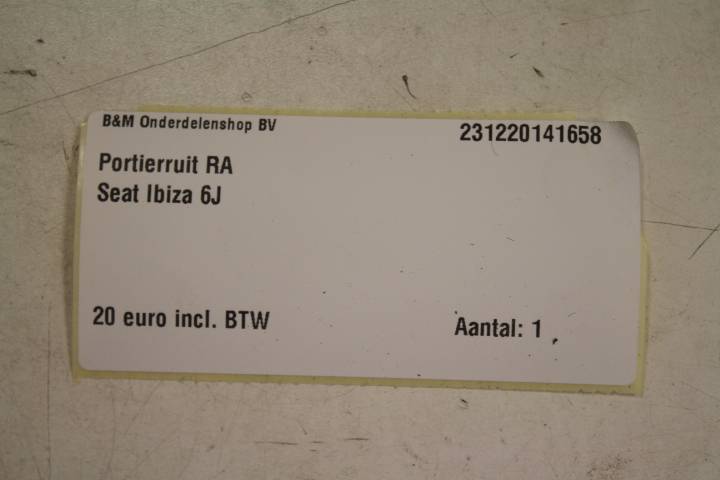 B&M Onderdelenshop BV
231220141658
Portierruit RA
Seat Ibiza 6J
20 euro incl. BTW
Aantal: 1